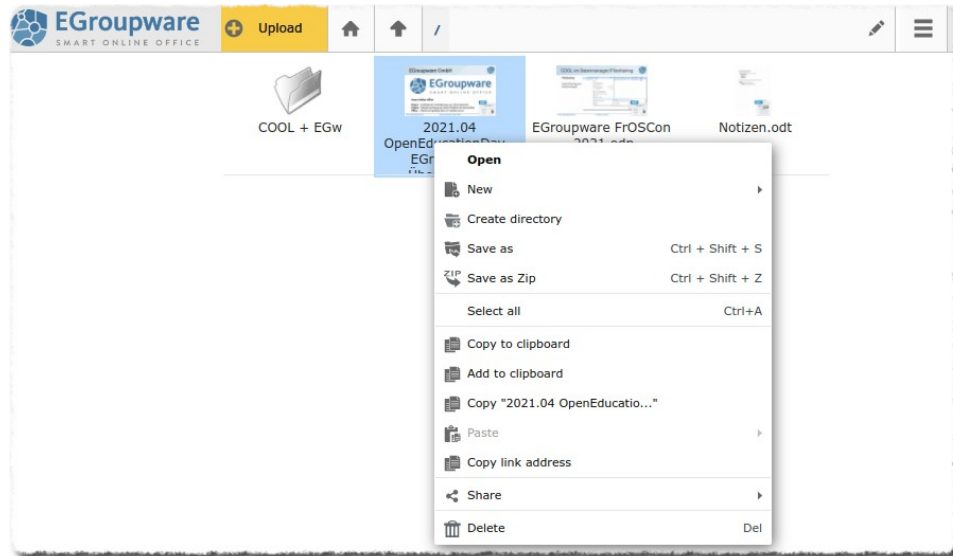 EGroupware
SMART ONLINE OFFICE
Upload
/
COOL + EGw
2021.04
EGroupware FrOSCon
Notizen.odt
Open
New
Create directory
Save as Ctrl + Shift + S
ZIP Save as Zip Ctrl + Shift + Z
Select all Ctrl+A
Copy to clipboard
Add to clipboard
Copy "2021.04 OpenEducatio..."
Paste
Copy link address
Share
Delete Del